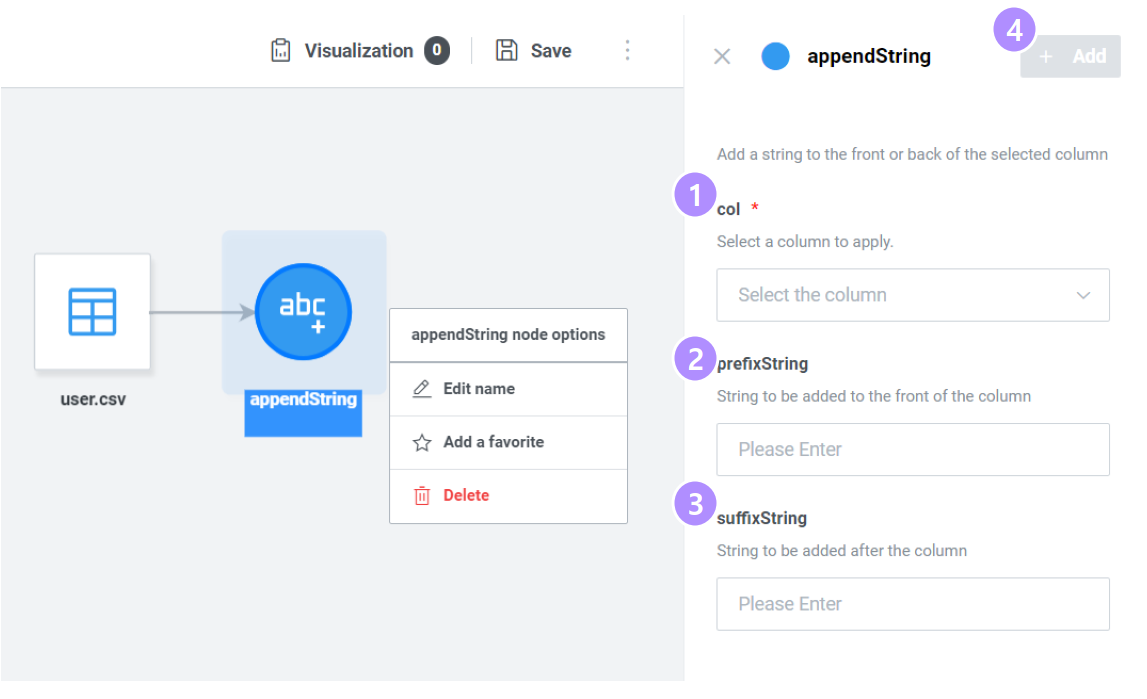 Visualization 0
Save
4
appendString
+ Add
Add a string to the front or back of the selected column
1
col *
Select a column to apply.
Select the column
2
prefixString
String to be added to the front of the column
Please Enter
3
suffixString
String to be added after the column
Please Enter
abc
+
user.csv
appendString
appendString node options
Edit name
Add a favorite
Delete